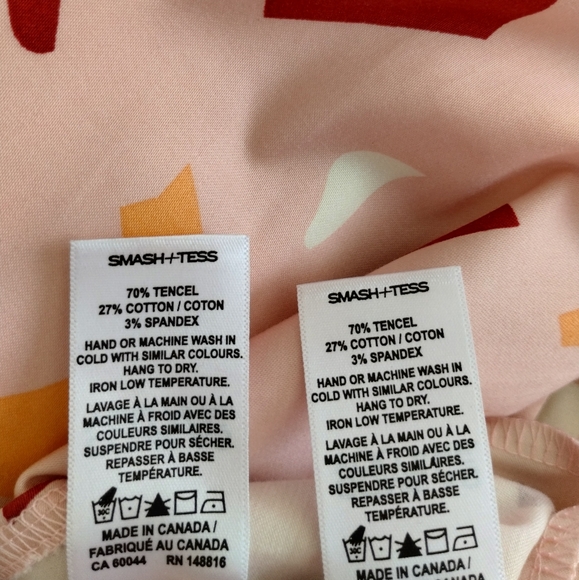 SMASH+TESS
70% TENCEL
27% COTTON / COTON
3% SPANDEX
HAND OR MACHINE WASH IN
COLD WITH SIMILAR COLOURS.
HANG TO DRY.
IRON LOW TEMPERATURE.
LAVAGE À LA MAIN OU À LA
MACHINE À FROID AVEC DES
COULEURS SIMILAIRES.
SUSPENDRE POUR SÉCHER.
REPASSER À BASSE
TEMPÉRATURE.
30C
MADE IN CANADA /
FABRIQUÉ AU CANADA
CA 60044 RN 148816
SMASH+TESS
70% TENCEL
27% COTTON / COTON
3% SPANDEX
HAND OR MACHINE WASH IN
COLD WITH SIMILAR COLOURS.
HANG TO DRY.
IRON LOW TEMPERATURE.
LAVAGE À LA MAIN OU À LA
MACHINE À FROID AVEC DES
COULEURS SIMILAIRES.
SUSPENDRE POUR SÉCHER.
REPASSER À BASSE
TEMPÉRATURE.
30C
MADE IN CANADA /